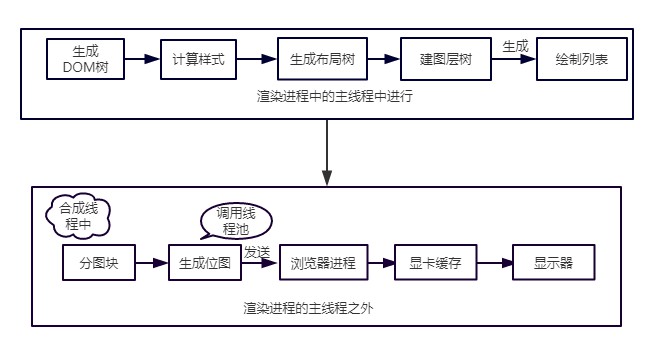 生成
DOM树
计算样式
生成布局树
建图层树
生成
绘制列表
渲染进程中的主线程中进行
合成线
程中
调用线
程池
分图块
生成位图
发送
浏览器进程
显卡缓存
显示器
渲染进程的主线程之外